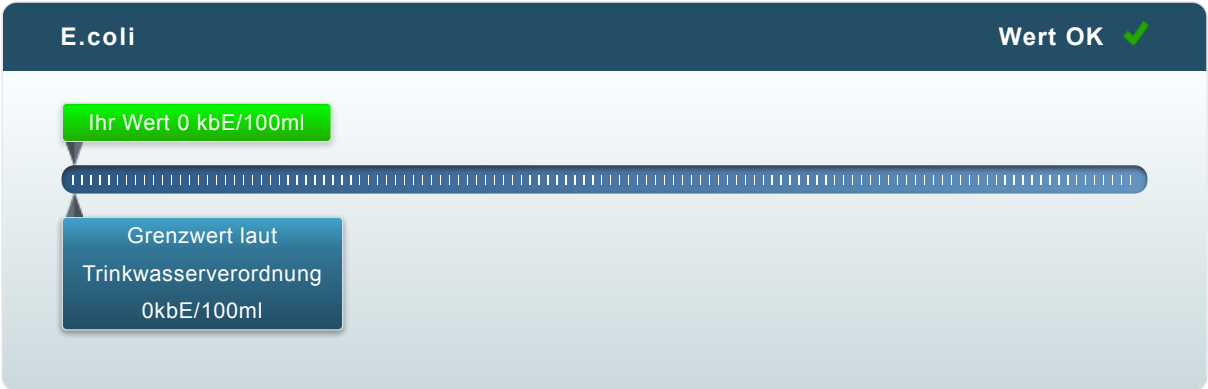 E.coli
Wert OK
Ihr Wert 0 kbE/100ml
Grenzwert laut
Trinkwasserverordnung
0kbE/100ml